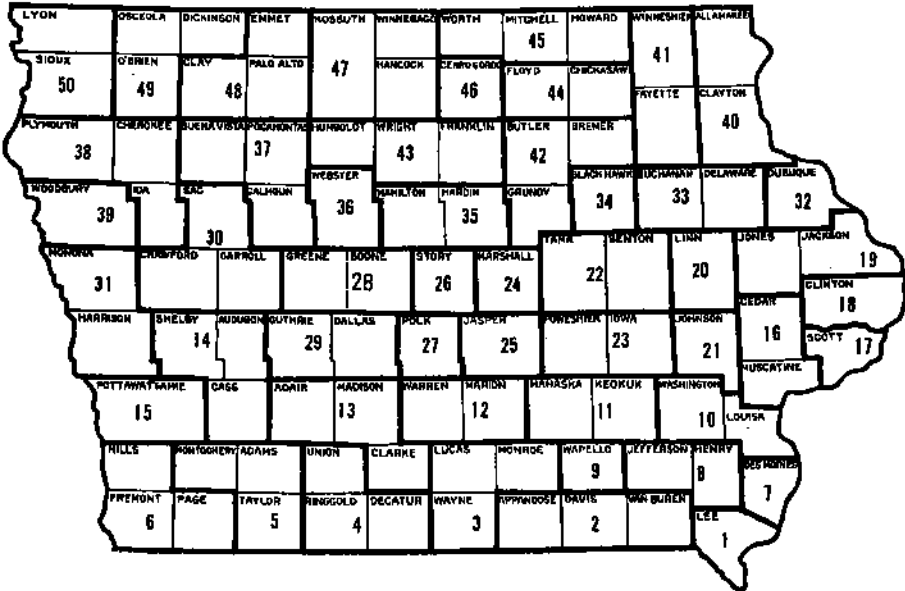 LYON OSCEOLA DICKINSON EMMET KOSSUTH WINNEBAGO WORTH MITCHELL HOWARD WINNESHIEK ALLAMAKEE
45 41
SIOUX O'BRIEN CLAY PALO ALTO 47 HANCOCK CERRO GORDO FLOYD CHICKASAW
50 49 48 46 44
FAYETTE CLAYTON
PLYMOUTH CHEROKEE BUENA VISTA POCAHONTAS HUMBOLDT WRIGHT FRANKLIN BUTLER BREMER 40
38 37 43 42
WEBSTER BLACK HAWK BUCHANAN DELAWARE DUBUQUE
WOODBURY IDA SAC CALHOUN HAMILTON HARDIN GRUNDY
39 30 36 35 34 33 32
MONONA CRAWFORD CARROLL GREENE BOONE STORY MARSHALL TAMA BENTON LINN JONES JACKSON
31 28 26 24 22 20 19
CLINTON
18
HARRISON SHELBY AUDUBON GUTHRIE DALLAS POLK JASPER POWESHIEK IOWA JOHNSON CEDAR
14 29 27 25 23 21 16
SCOTT
17
MUSCATINE
POTTAWATTAMIE CASS ADAIR MADISON WARREN MARION MAHASKA KEOKUK WASHINGTON
15 13 12 11 10
LOUISA
MILLS MONTGOMERY ADAMS UNION CLARKE LUCAS MONROE WAPELLO JEFFERSON HENRY
9 8
DES MOINES
7
FREMONT PAGE TAYLOR RINGGOLD DECATUR WAYNE APPANOOSE DAVIS VAN BUREN
6 5 4 3 2
LEE
1